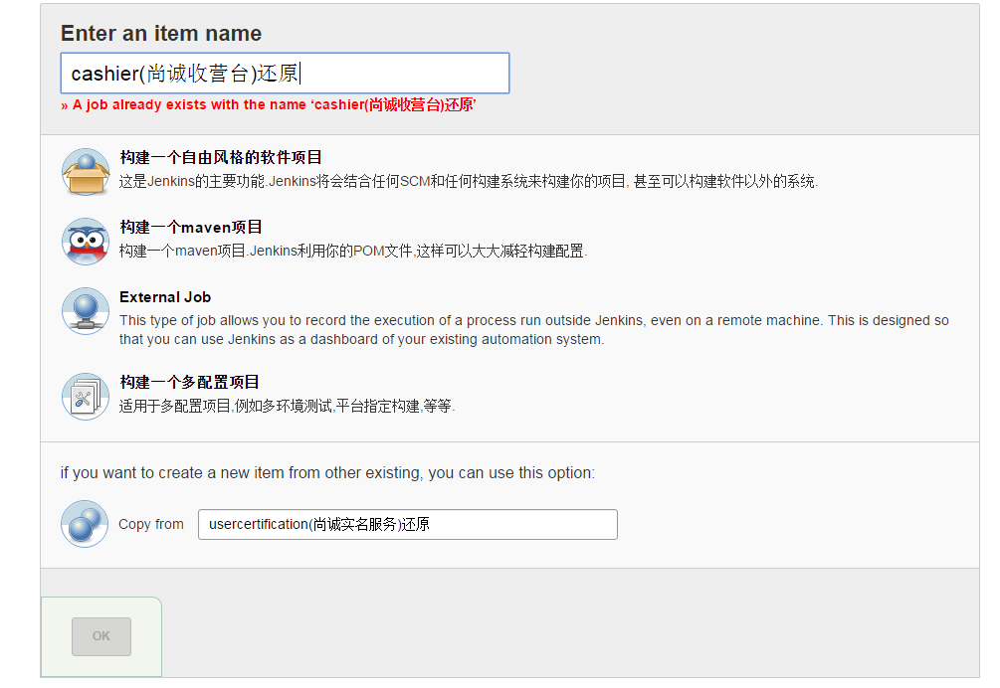 Enter an item name
cashier(尚诚收营台)还原
» A job already exists with the name ‘cashier(尚诚收营台)还原’
构建一个自由风格的软件项目
这是Jenkins的主要功能.Jenkins将会结合任何SCM和任何构建系统来构建你的项目, 甚至可以构建软件以外的系统.
构建一个maven项目
构建一个maven项目.Jenkins利用你的POM文件,这样可以大大减轻构建配置.
External Job
This type of job allows you to record the execution of a process run outside Jenkins, even on a remote machine. This is designed so
that you can use Jenkins as a dashboard of your existing automation system.
构建一个多配置项目
适用于多配置项目,例如多环境测试,平台指定构建,等等.
if you want to create a new item from other existing, you can use this option:
Copy from
usercertification(尚诚实名服务)还原
OK